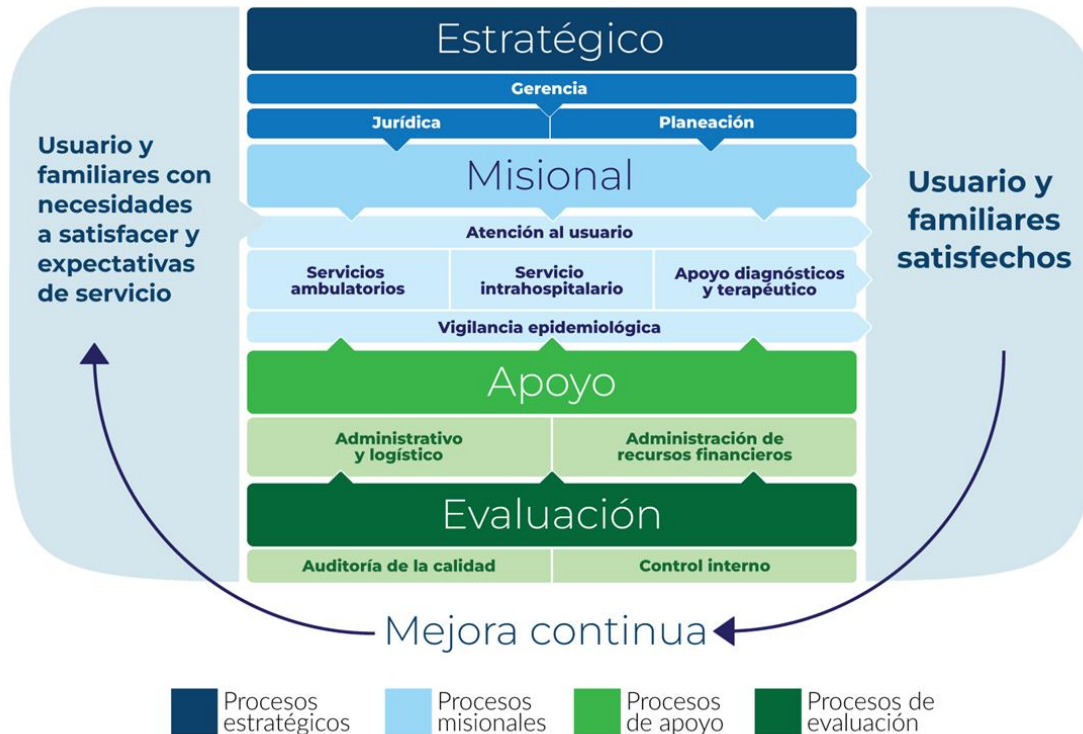 Estratégico
Gerencia
Jurídica
Planeación
Usuario y
familiares con
necesidades
a satisfacer y
expectativas
de servicio
Misional
Atención al usuario
Servicios
ambulatorios
Servicio
intrahospitalario
Apoyo diagnósticos
y terapéutico
Vigilancia epidemiológica
Usuario y
familiares
satisfechos
Apoyo
Administrativo
y logístico
Administración de
recursos financieros
Evaluación
Auditoría de la calidad
Control interno
Mejora continua
Procesos
estratégicos
Procesos
misionales
Procesos
de apoyo
Procesos de
evaluación